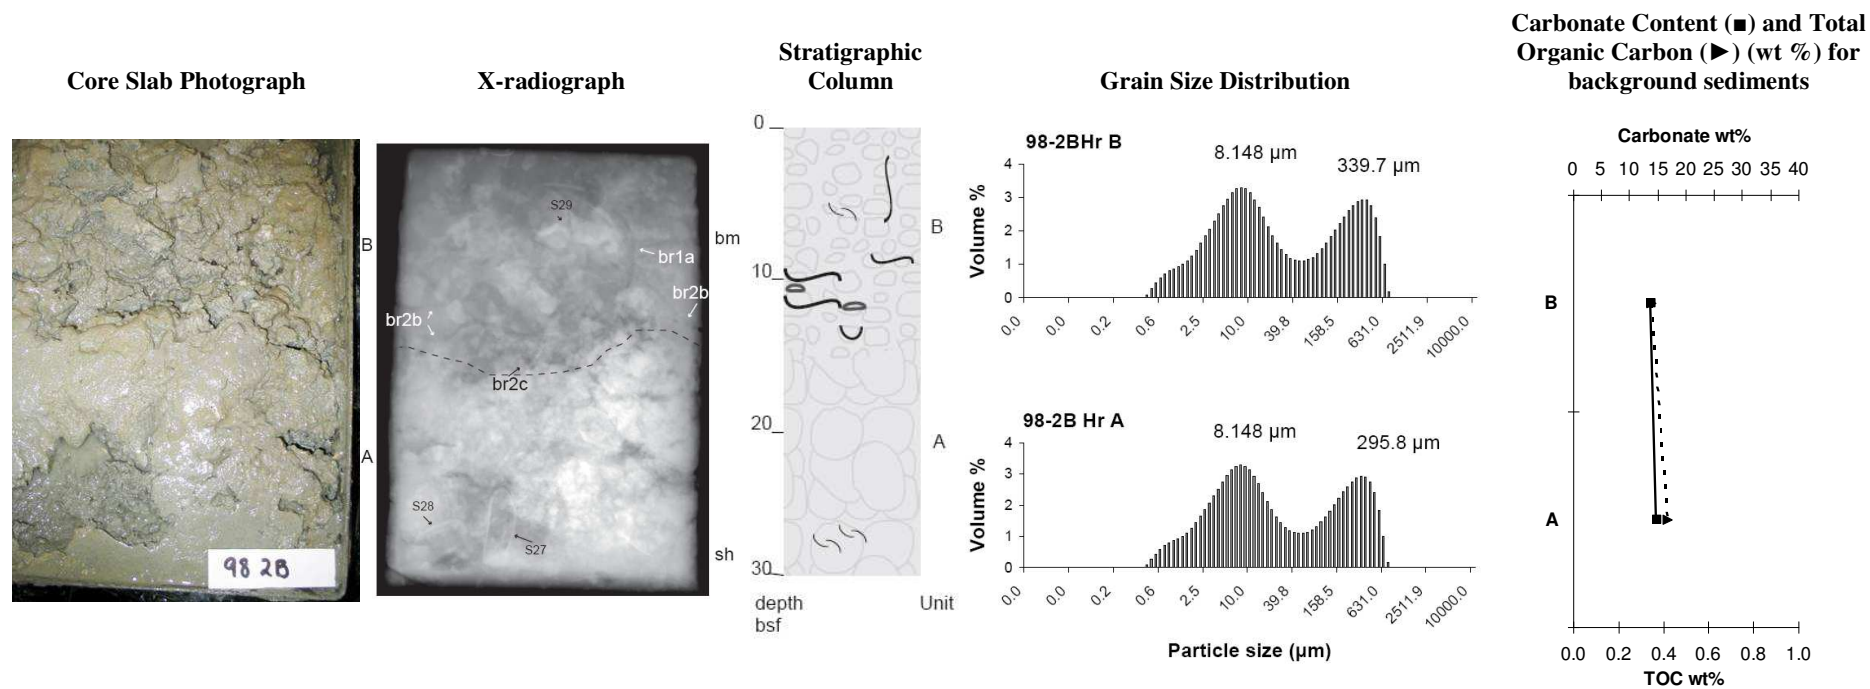 Core Slab Photograph
X-radiograph
Stratigraphic
Column
Grain Size Distribution
Carbonate Content (■) and Total
Organic Carbon (►) (wt %) for
background sediments
B
A
98 2B
S29
br1a
br2b
br2b
br2c
S28
S27
bm
sh
0
10
20
30
B
A
depth
bsf
Unit
98-2BHr B
8.148 µm
339.7 µm
Volume %
4
3
2
1
0
0.0 0.0 0.2 0.6 2.5 10.0 39.8 158.5 631.0 2511.9 10000.0
98-2B Hr A
8.148 µm
295.8 µm
Volume %
4
3
2
1
0
0.0 0.0 0.2 0.6 2.5 10.0 39.8 158.5 631.0 2511.9 10000.0
Particle size (µm)
Carbonate wt%
0 5 10 15 20 25 30 35 40
B
A
0.0 0.2 0.4 0.6 0.8 1.0
TOC wt%